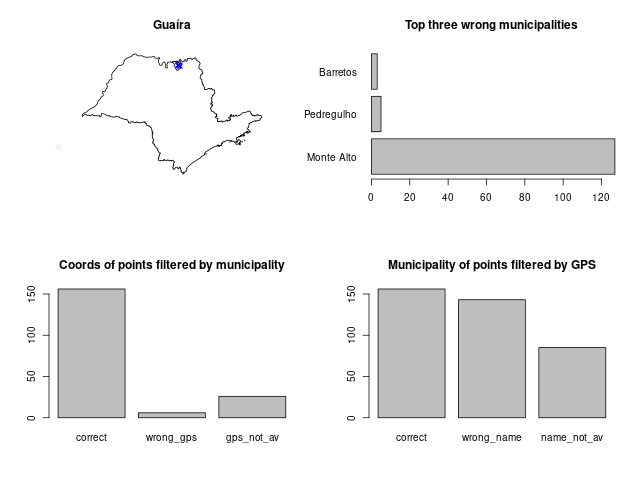 Guaíra
Top three wrong municipalities
Barretos
Pedregulho
Monte Alto
0 20 40 60 80 100 120
Coords of points filtered by municipality
150
100
50
0
correct wrong_gps gps_not_av
Municipality of points filtered by GPS
150
100
50
0
correct wrong_name name_not_av